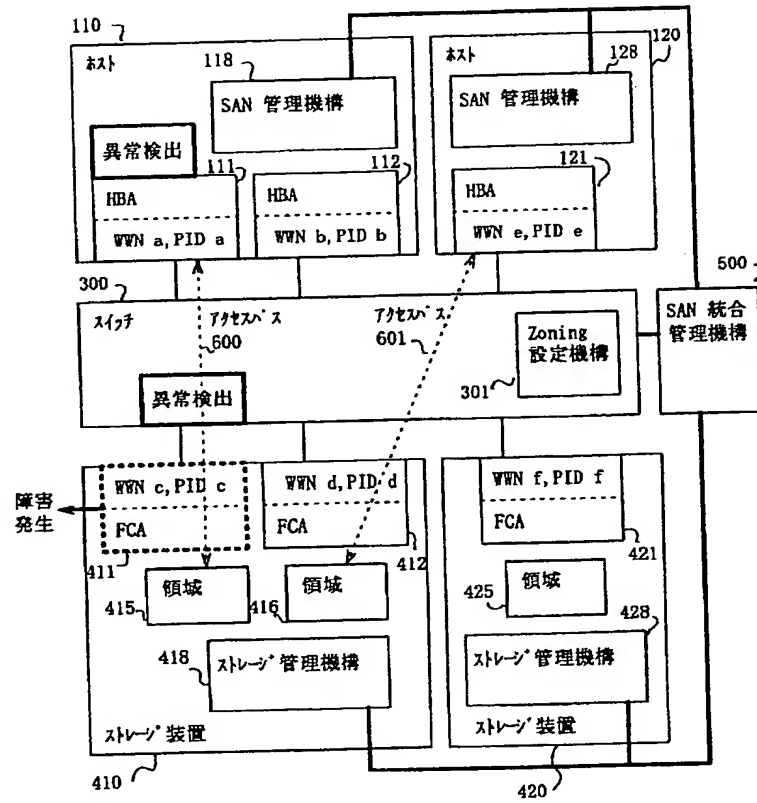 110
120
ホスト
118
SAN 管理機構
ホスト
128
SAN 管理機構
異常検出
111
112
121
HBA
WWN a,PID a
HBA
WWN b,PID b
HBA
WWN e,PID e
300
500
スイッチ
アクセスパス
600
アクセスパス
601
Zoning
設定機構
301
SAN 統合
管理機構
異常検出
WWN c,PID c
FCA
障害
発生
411
WWN d,PID d
FCA
412
WWN f,PID f
FCA
421
領域
415
領域
416
領域
425
418
ストレージ管理機構
428
ストレージ管理機構
ストレージ装置
410
ストレージ装置
420